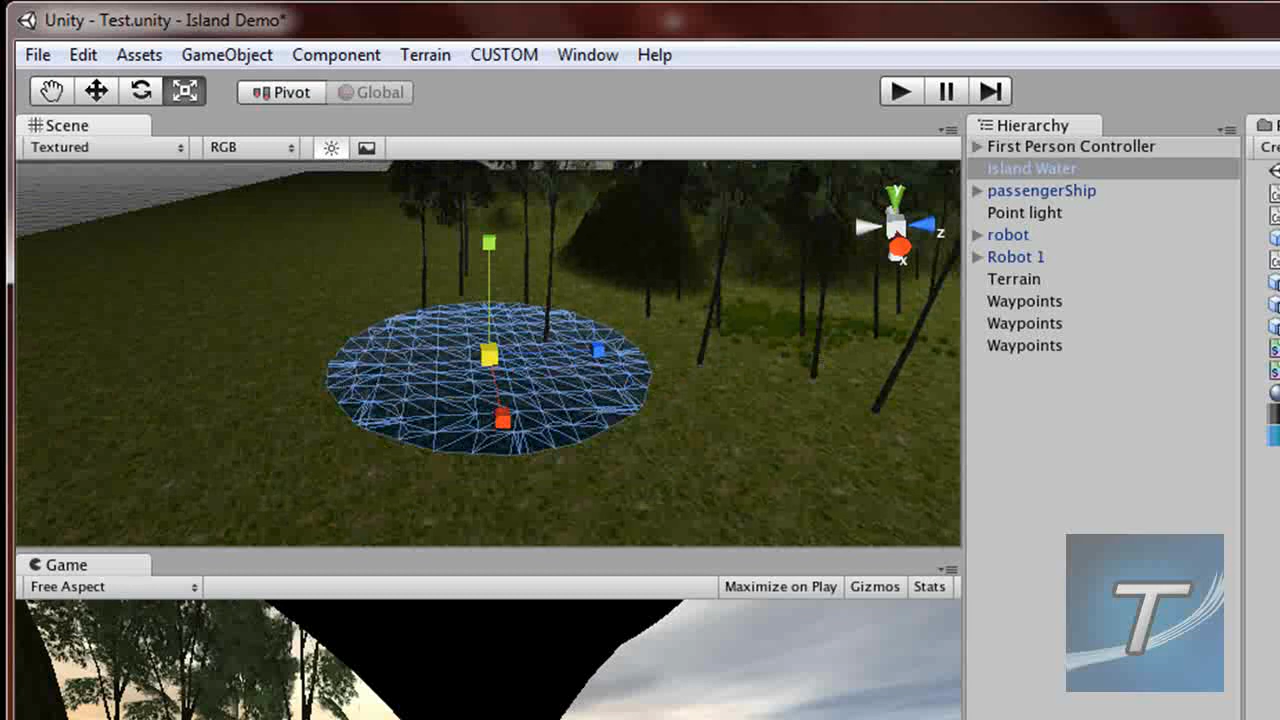 Unity - Test.unity - Island Demo*
File Edit Assets GameObject Component Terrain CUSTOM Window Help
Pivot Global
Scene
Textured RGB
y
z
x
Game
Free Aspect Maximize on Play Gizmos Stats
Hierarchy
First Person Controller
Island Water
passengerShip
Point light
robot
Robot 1
Terrain
Waypoints
Waypoints
Waypoints
Cre
T